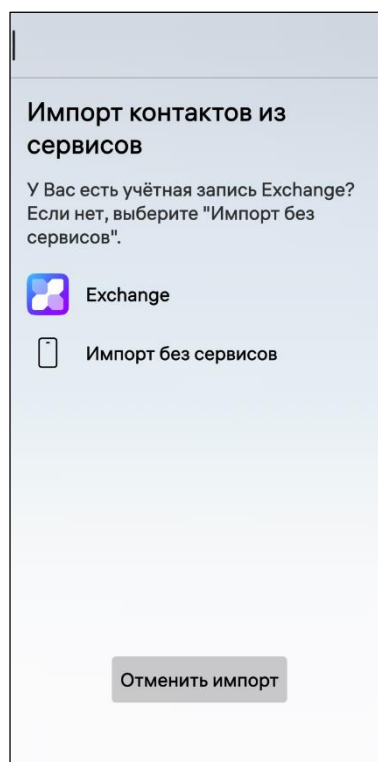 Импорт контактов из
сервисов
У Вас есть учётная запись Exchange?
Если нет, выберите "Импорт без
сервисов".
Exchange
Импорт без сервисов
Отменить импорт